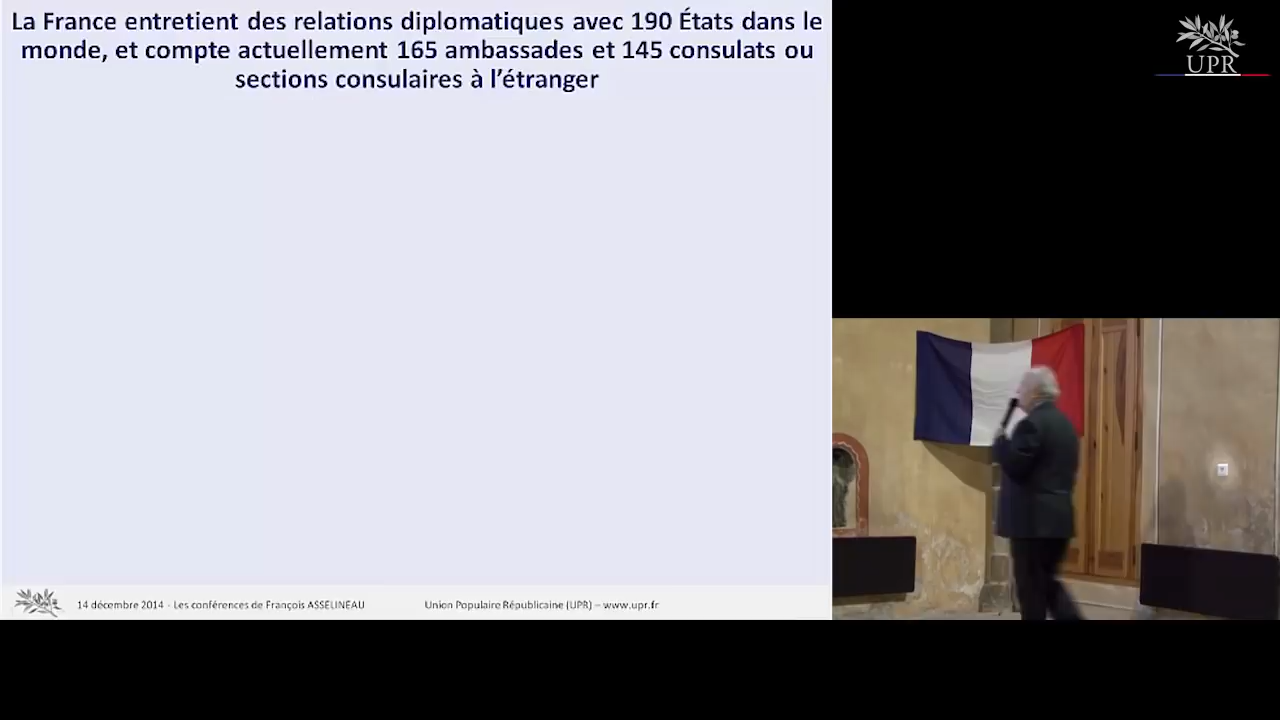 La France entretient des relations diplomatiques avec 190 États dans le
monde, et compte actuellement 165 ambassades et 145 consulats ou
sections consulaires à l’étranger
UPR
14 décembre 2014 - Les conférences de François ASSELINEAU
Union Populaire Républicaine (UPR) – www.upr.fr